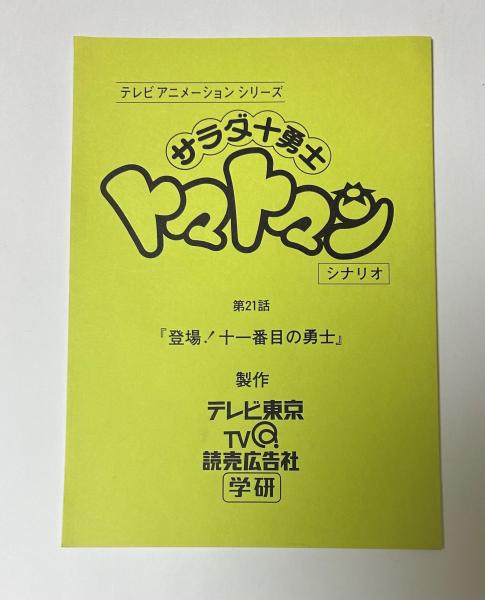 テレビアニメーションシリーズ
サラダ十勇士
トマトマン
シナリオ
第21話
『登場!十一番目の勇士』
製作
テレビ東京
TV@.
読売広告社
学研